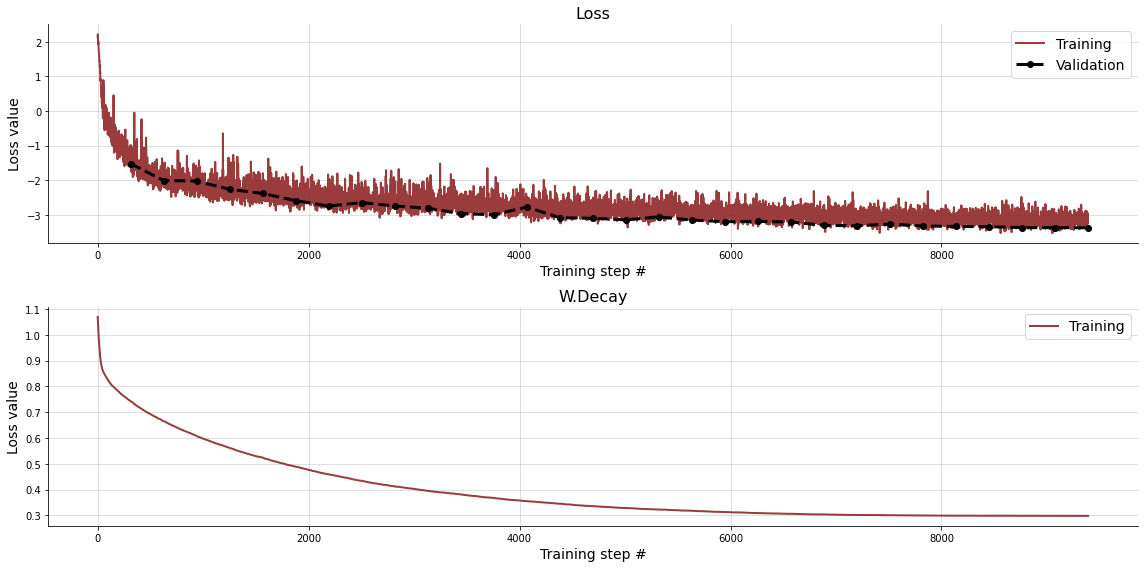 Loss
2
1
0
−1
−2
−3
Loss value
Training
Validation
0
2000
4000
6000
8000
Training step #
W.Decay
1.1
1.0
0.9
0.8
0.7
0.6
0.5
0.4
0.3
Loss value
Training
0
2000
4000
6000
8000
Training step #